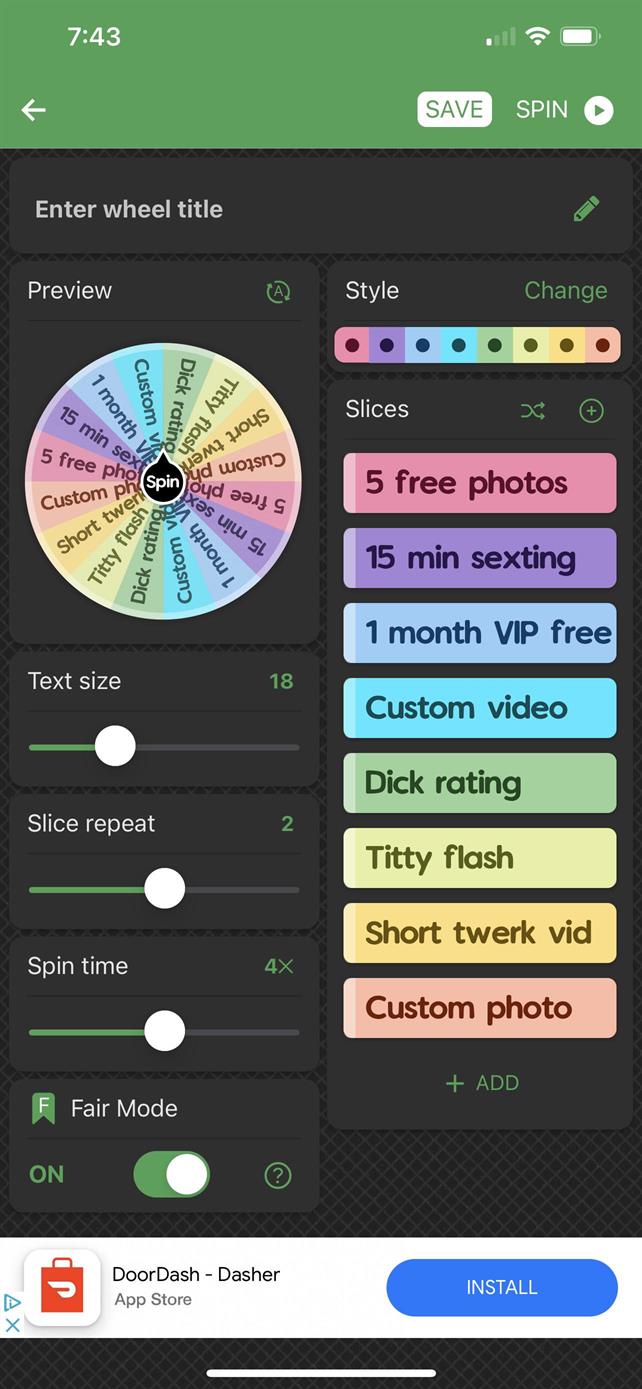 7:43
SAVE SPIN
Enter wheel title
Preview
Custom vi
Dick rating
Titty flash
Short twerk
Custom ph
5 free phot
15 min sex
1 month VIP
Custom vi
Dick rating
Titty flash
Short twerk
Custom pho
5 free phot
15 min sex
1 month VIP
Spin
Text size 18
Slice repeat 2
Spin time 4×
F Fair Mode
ON ?
Style Change
Slices
5 free photos
15 min sexting
1 month VIP free
Custom video
Dick rating
Titty flash
Short twerk vid
Custom photo
+ ADD
DoorDash - Dasher
App Store
INSTALL